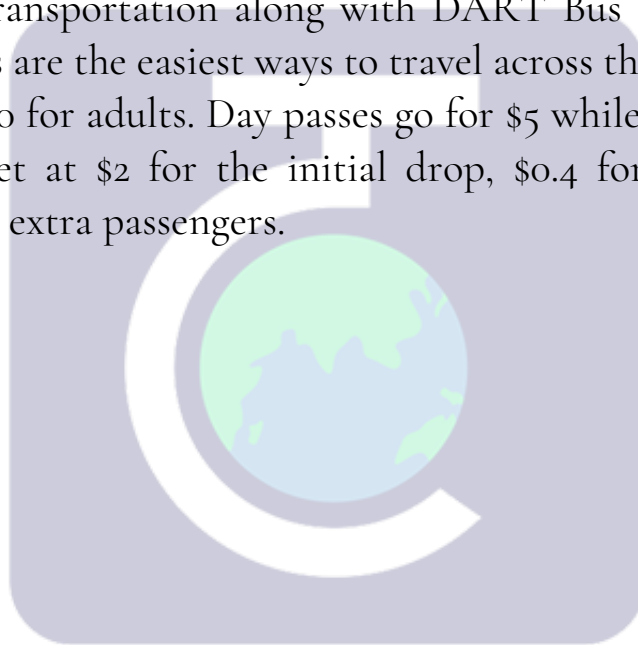 ransportation along with DART Bus
s are the easiest ways to travel across th
o for adults. Day passes go for $5 while
et at $2 for the initial drop, $0.4 for
extra passengers.